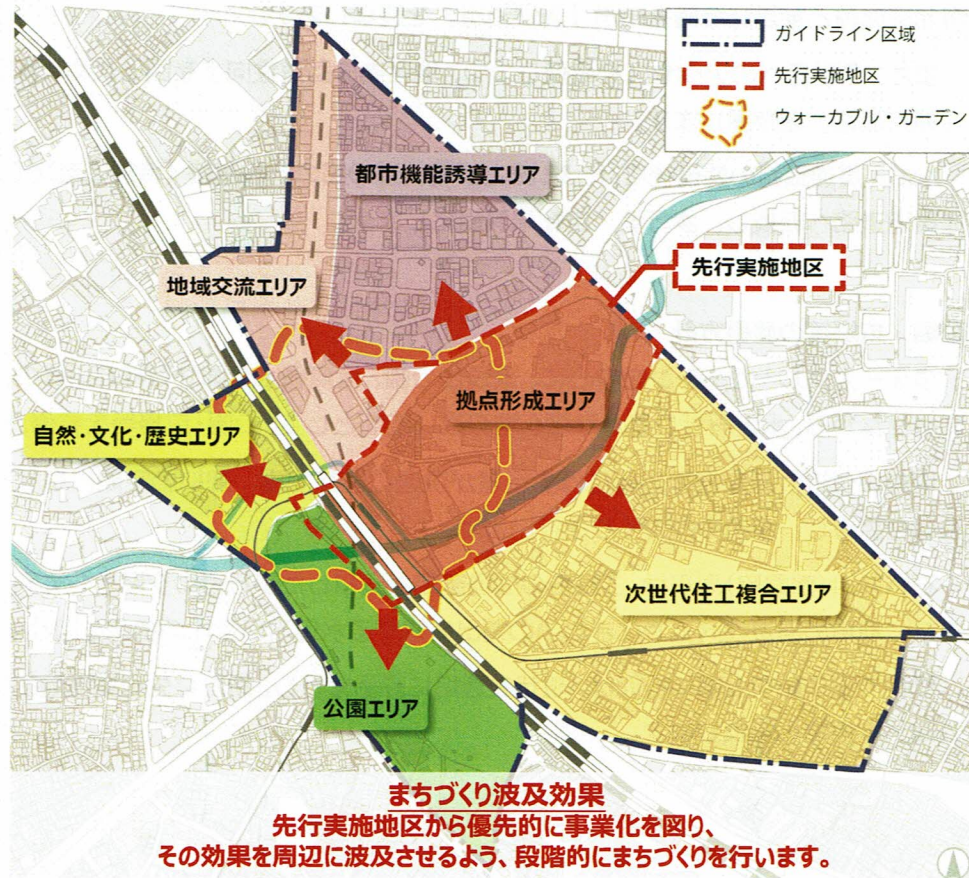 ガイドライン区域
先行実施地区
ウォーカブル・ガーデン
都市機能誘導エリア
先行実施地区
地域交流エリア
拠点形成エリア
自然・文化・歴史エリア
次世代住工複合エリア
公園エリア
まちづくり波及効果
先行実施地区から優先的に事業化を図り、
その効果を周辺に波及させるよう、段階的にまちづくりを行います。